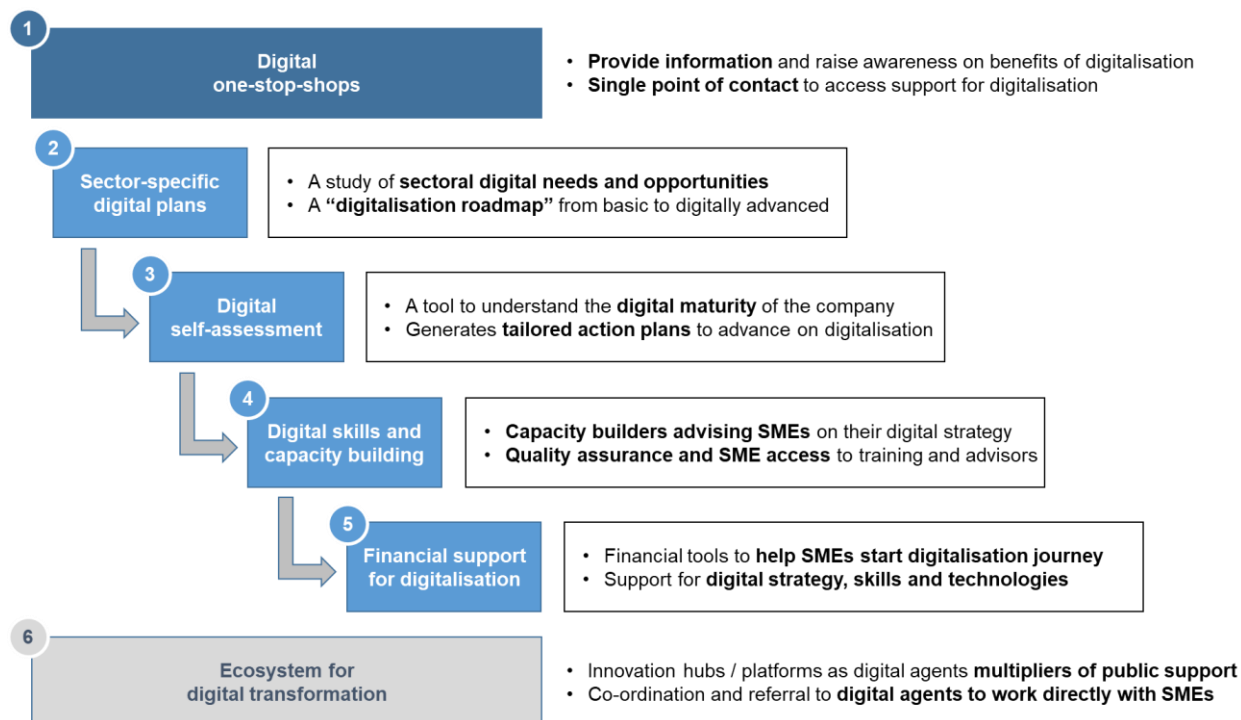 1
Digital
one-stop-shops
• Provide information and raise awareness on benefits of digitalisation
• Single point of contact to access support for digitalisation
2
Sector-specific
digital plans
• A study of sectoral digital needs and opportunities
• A “digitalisation roadmap” from basic to digitally advanced
3
Digital
self-assessment
• A tool to understand the digital maturity of the company
• Generates tailored action plans to advance on digitalisation
4
Digital skills and
capacity building
• Capacity builders advising SMEs on their digital strategy
• Quality assurance and SME access to training and advisors
5
Financial support
for digitalisation
• Financial tools to help SMEs start digitalisation journey
• Support for digital strategy, skills and technologies
6
Ecosystem for
digital transformation
• Innovation hubs / platforms as digital agents multipliers of public support
• Co-ordination and referral to digital agents to work directly with SMEs